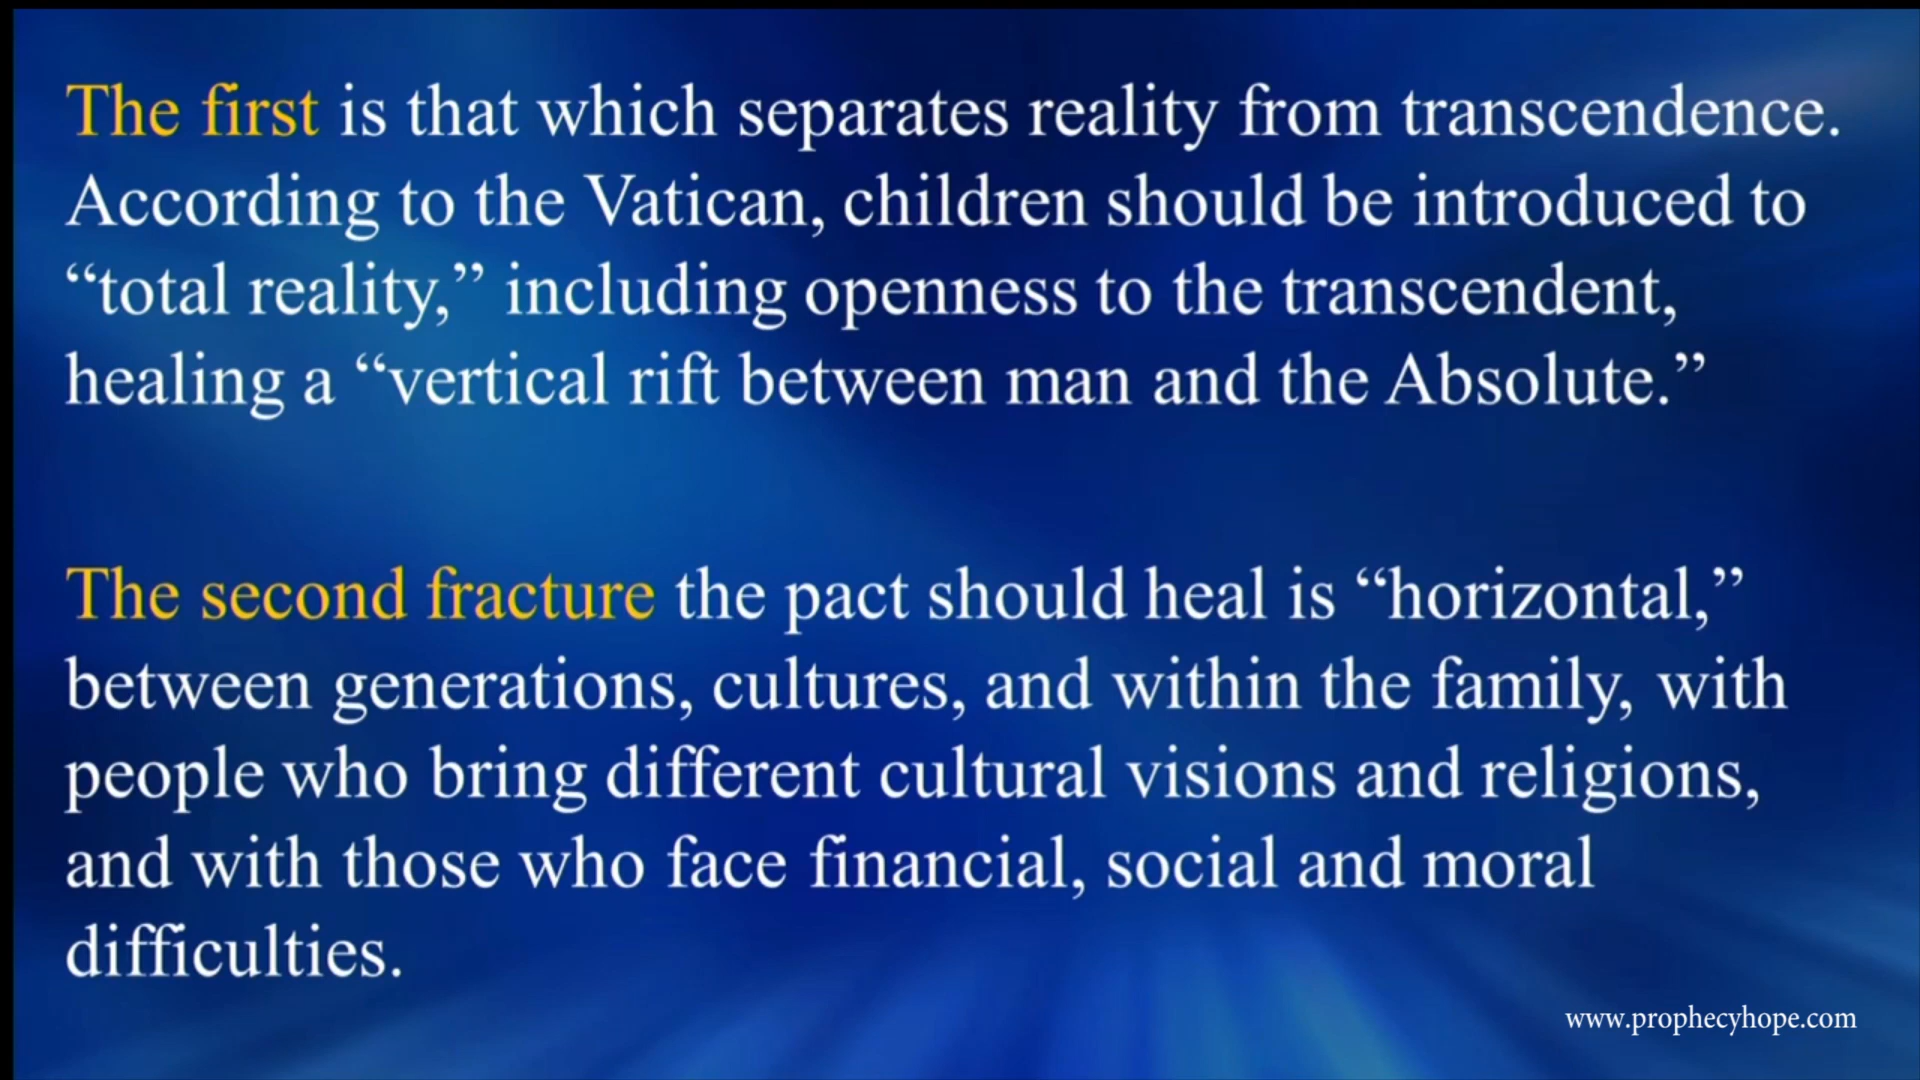 The first is that which separates reality from transcendence.
According to the Vatican, children should be introduced to
“total reality,” including openness to the transcendent,
healing a “vertical rift between man and the Absolute.”
The second fracture the pact should heal is “horizontal,”
between generations, cultures, and within the family, with
people who bring different cultural visions and religions,
and with those who face financial, social and moral
difficulties.
www.prophecyhope.com